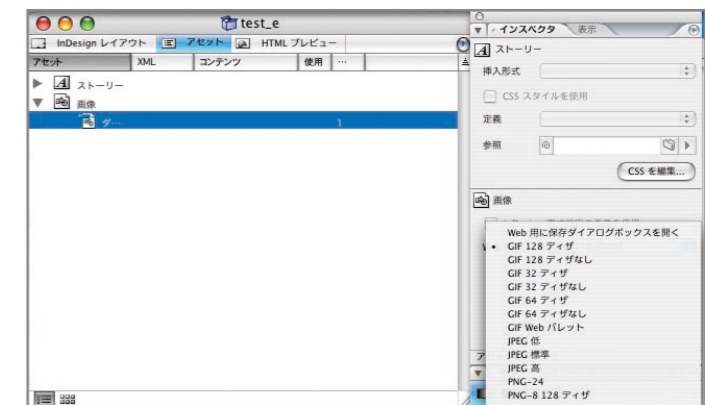 test_e
InDesign レイアウト
アセット
HTML プレビュー
アセット
XML
コンテンツ
使用
...
ストーリー
画像
ダ...
1
インスペクタ
表示
ストーリー
挿入形式
CSS スタイルを使用
定義
参照
CSS を編集...
画像
Web 用に保存ダイアログボックスを開く
• GIF 128 ディザ
GIF 128 ディザなし
GIF 32 ディザ
GIF 32 ディザなし
GIF 64 ディザ
GIF 64 ディザなし
GIF Web パレット
JPEG 低
JPEG 標準
JPEG 高
PNG-24
PNG-8 128 ディザ